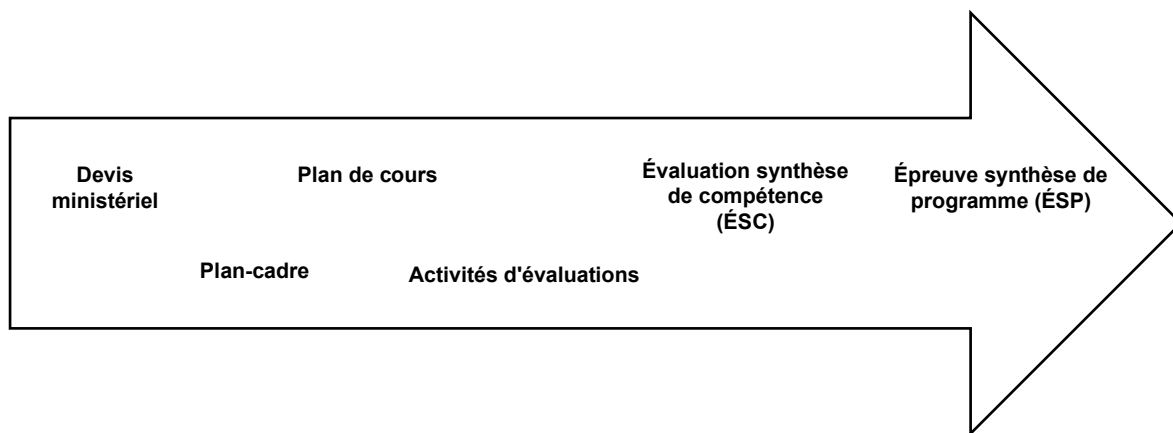 Devis
ministériel
Plan-cadre
Plan de cours
Activités d'évaluations
Évaluation synthèse
de compétence
(ÉSC)
Épreuve synthèse de
programme (ÉSP)